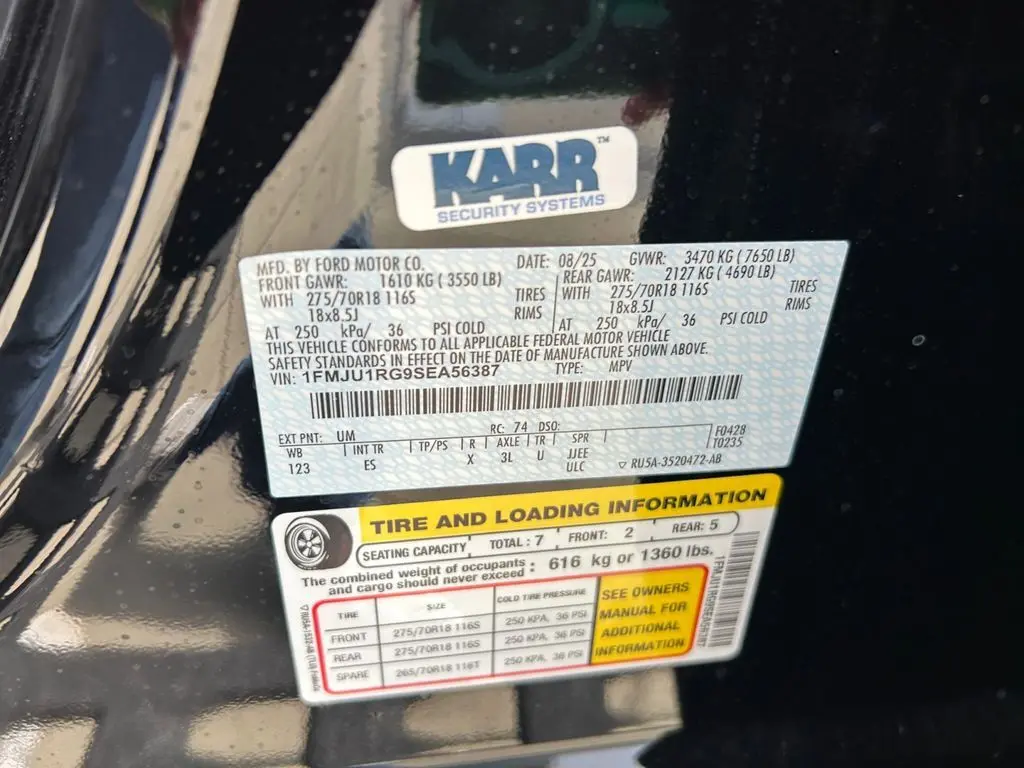 KARR™
SECURITY SYSTEMS
MFD. BY FORD MOTOR CO. DATE: 08/25 GVWR: 3470 KG ( 7650 LB)
FRONT GAWR: 1610 KG ( 3550 LB) REAR GAWR: 2127 KG ( 4690 LB)
WITH 275/70R18 116S TIRES WITH 275/70R18 116S TIRES
18x8.5J RIMS 18x8.5J RIMS
AT 250 kPa/ 36 PSI COLD AT 250 kPa/ 36 PSI COLD
THIS VEHICLE CONFORMS TO ALL APPLICABLE FEDERAL MOTOR VEHICLE
SAFETY STANDARDS IN EFFECT ON THE DATE OF MANUFACTURE SHOWN ABOVE.
VIN: 1FMJU1RG9SEA56387 TYPE: MPV
EXT PNT: UM RC: 74 DSO: F0428
WB INT TR TP/PS R AXLE TR SPR T0235
123 ES X 3L U JJEE
ULC ▽ RU5A-3520472-AB
TIRE AND LOADING INFORMATION
SEATING CAPACITY TOTAL: 7 FRONT: 2 REAR: 5
The combined weight of occupants and cargo should never exceed : 616 kg or 1360 lbs.
TIRE SIZE COLD TIRE PRESSURE
FRONT 275/70R18 116S 250 KPA, 36 PSI
REAR 275/70R18 116S 250 KPA, 36 PSI
SPARE 265/70R18 116T 250 KPA, 36 PSI
SEE OWNERS
MANUAL FOR
ADDITIONAL
INFORMATION
1FMJU1RG9SEA56387